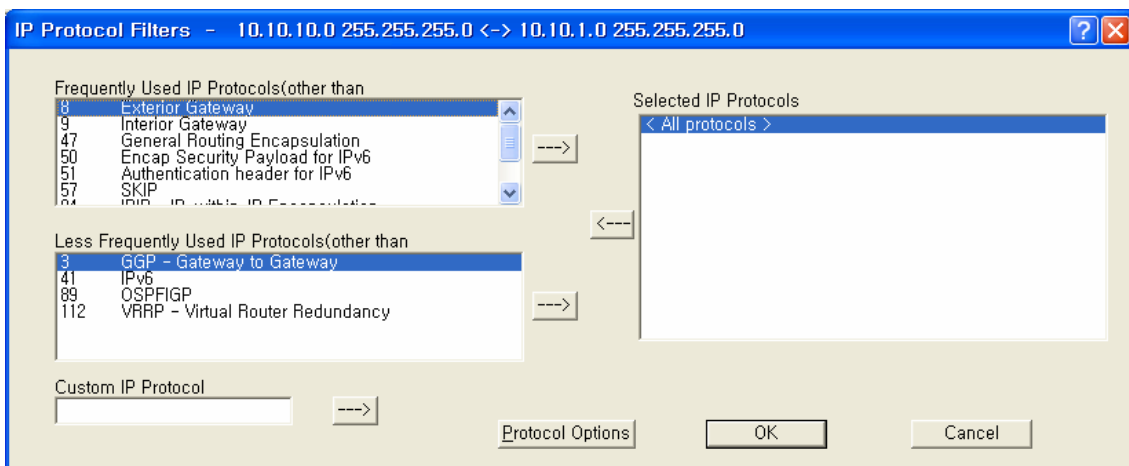 IP Protocol Filters - 10.10.10.0 255.255.255.0 <-> 10.10.1.0 255.255.255.0
Frequently Used IP Protocols(other than
8 Exterior Gateway
9 Interior Gateway
47 General Routing Encapsulation
50 Encap Security Payload for IPv6
51 Authentication header for IPv6
57 SKIP
--->
<---
Selected IP Protocols
< All protocols >
Less Frequently Used IP Protocols(other than
3 GGP - Gateway to Gateway
41 IPv6
89 OSPFIGP
112 VRRP - Virtual Router Redundancy
--->
Custom IP Protocol
--->
Protocol Options
OK
Cancel